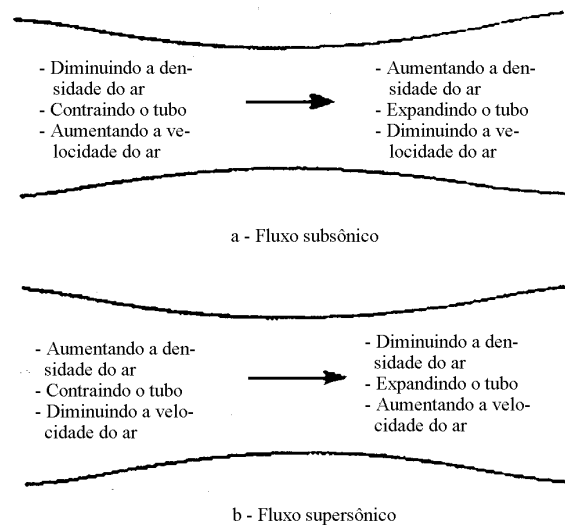 - Diminuindo a den-
sidade do ar
- Contraindo o tubo
- Aumentando a ve-
locidade do ar
- Aumentando a den-
sidade do ar
- Expandindo o tubo
- Diminuindo a ve-
locidade do ar
a - Fluxo subsônico
- Aumentando a den-
sidade do ar
- Contraindo o tubo
- Diminuindo a velo-
cidade do ar
- Diminuindo a den-
sidade do ar
- Expandindo o tubo
- Aumentando a velo-
cidade do ar
b - Fluxo supersônico